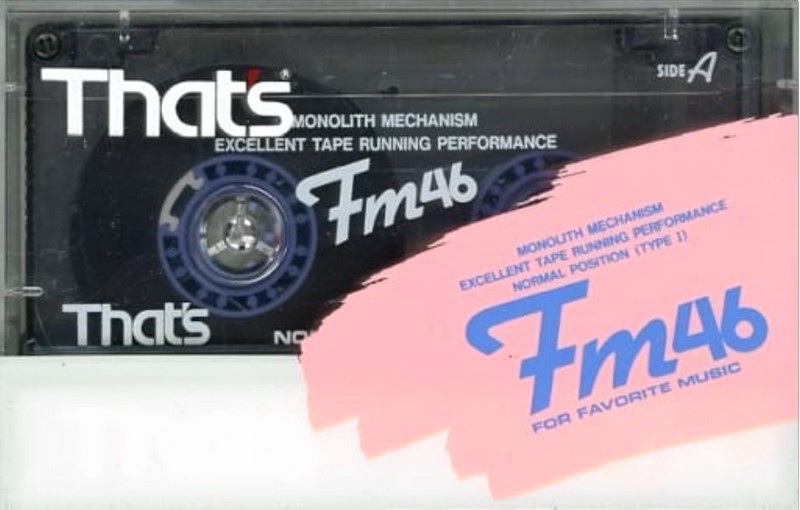 That's®
SIDE A
MONOLITH MECHANISM
EXCELLENT TAPE RUNNING PERFORMANCE
Fm46
That's
MONOLITH MECHANISM
EXCELLENT TAPE RUNNING PERFORMANCE
NORMAL POSITION (TYPE I)
Fm46
FOR FAVORITE MUSIC